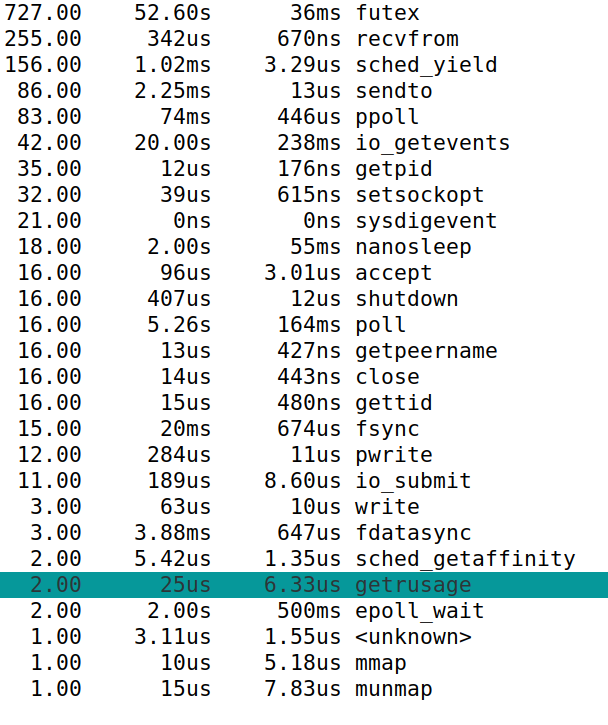 727.00 52.60s 36ms futex
255.00 342us 670ns recvfrom
156.00 1.02ms 3.29us sched_yield
86.00 2.25ms 13us sendto
83.00 74ms 446us ppoll
42.00 20.00s 238ms io_getevents
35.00 12us 176ns getpid
32.00 39us 615ns setsockopt
21.00 0ns 0ns sysdigevent
18.00 2.00s 55ms nanosleep
16.00 96us 3.01us accept
16.00 407us 12us shutdown
16.00 5.26s 164ms poll
16.00 13us 427ns getpeername
16.00 14us 443ns close
16.00 15us 480ns gettid
15.00 20ms 674us fsync
12.00 284us 11us pwrite
11.00 189us 8.60us io_submit
3.00 63us 10us write
3.00 3.88ms 647us fdatasync
2.00 5.42us 1.35us sched_getaffinity
2.00 25us 6.33us getrusage
2.00 2.00s 500ms epoll_wait
1.00 3.11us 1.55us <unknown>
1.00 10us 5.18us mmap
1.00 15us 7.83us munmap